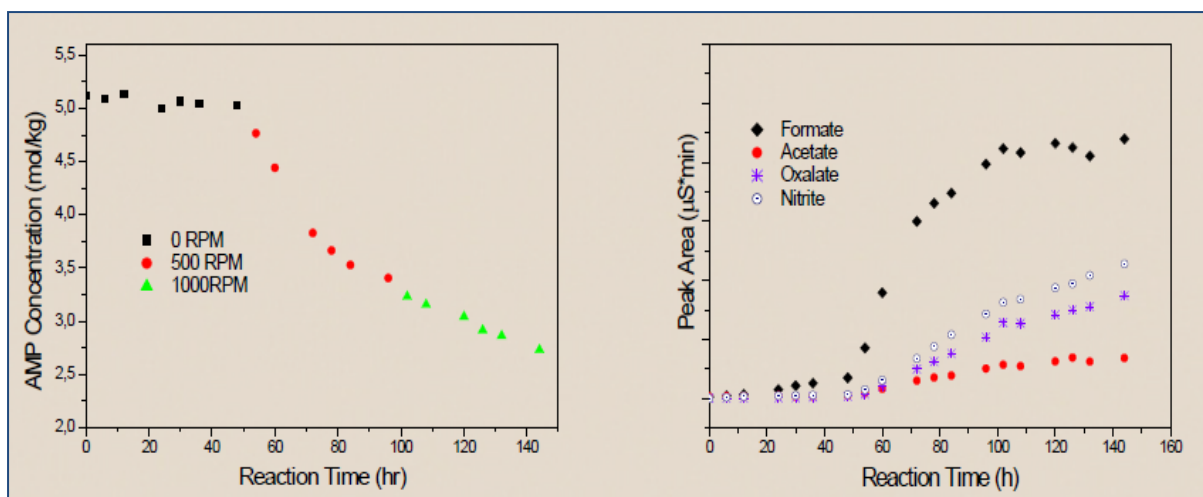 5,5
5,0
4,5
4,0
3,5
3,0
2,5
2,0
AMP Concentration (mol/kg)
0 RPM
500 RPM
1000RPM
0 20 40 60 80 100 120 140
Reaction Time (hr)
Peak Area (µS*min)
Formate
Acetate
Oxalate
Nitrite
0 20 40 60 80 100 120 140 160
Reaction Time (h)